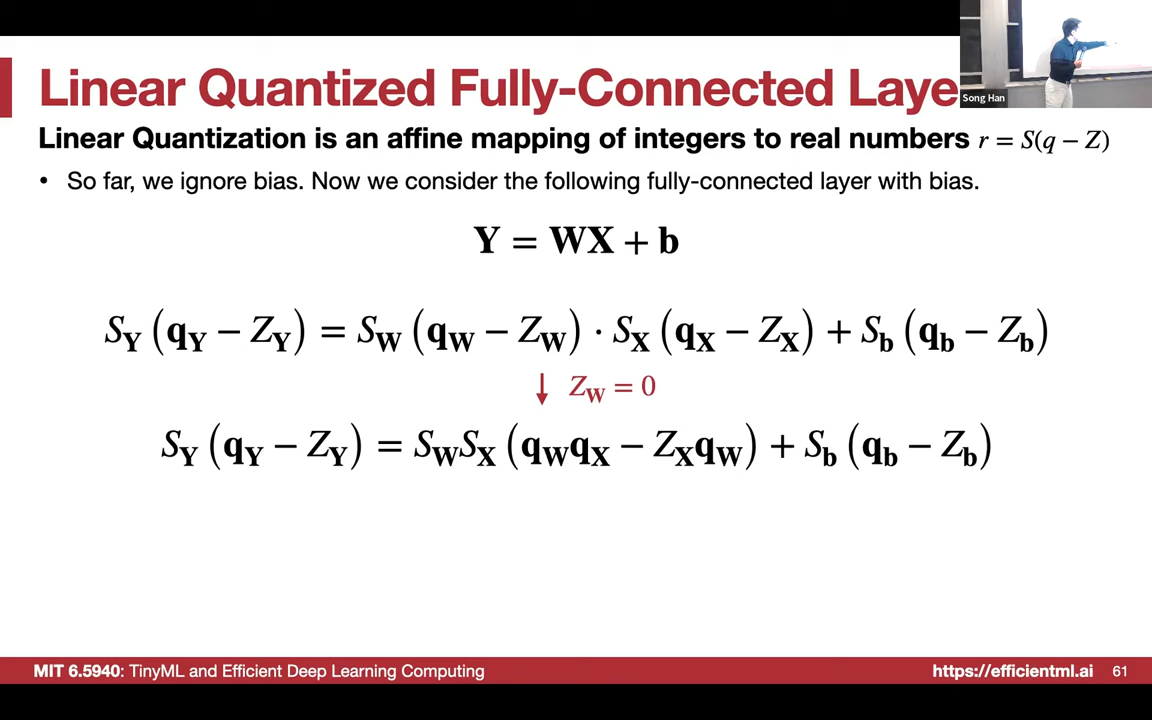 Linear Quantized Fully-Connected Laye
Song Han
Linear Quantization is an affine mapping of integers to real numbers r = S(q − Z)
• So far, we ignore bias. Now we consider the following fully-connected layer with bias.
Y = WX + b
S_Y (q_Y − Z_Y) = S_W (q_W − Z_W) · S_X (q_X − Z_X) + S_b (q_b − Z_b)
↓ Z_W = 0
S_Y (q_Y − Z_Y) = S_W S_X (q_W q_X − Z_X q_W) + S_b (q_b − Z_b)
MIT 6.5940: TinyML and Efficient Deep Learning Computing
https://efficientml.ai
61